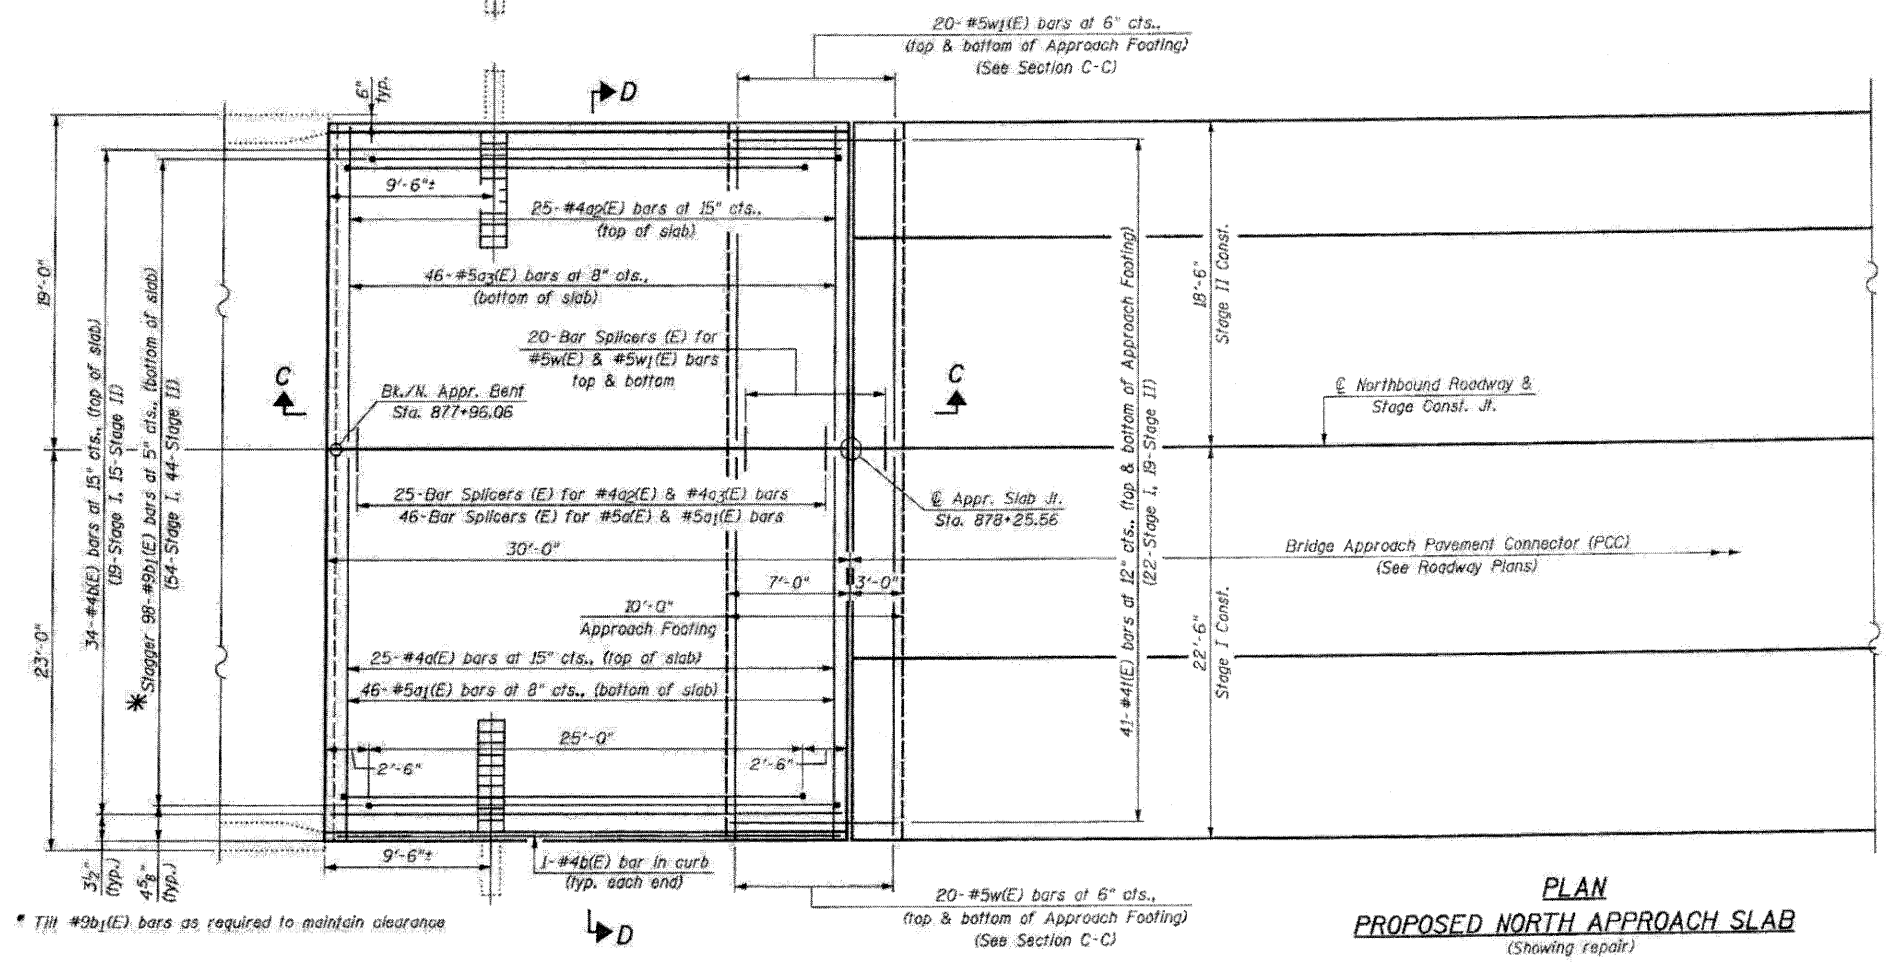 20-#5w1(E) bars at 6" cts.,
(top & bottom of Approach Footing)
(See Section C-C)
6"
typ.
D
9'-6"±
25-#4a2(E) bars at 15" cts.,
(top of slab)
46-#5a3(E) bars at 8" cts.,
(bottom of slab)
20-Bar Splicers (E) for
#5w(E) & #5w1(E) bars
top & bottom
C
C
Bk./N. Appr. Bent
Sta. 877+96.06
19'-0"
23'-0"
34-#4b(E) bars at 15" cts., (top of slab)
(19-Stage I, 15-Stage II)
*Stagger 98-#9b1(E) bars at 5" cts., (bottom of slab)
(54-Stage I, 44-Stage II)
41-#4t(E) bars at 12" cts., (top & bottom of Approach Footing)
(22-Stage I, 19-Stage II)
18'-6"
Stage II Const.
22'-6"
Stage I Const.
℄ Northbound Roadway &
Stage Const. Jt.
25-Bar Splicers (E) for #4a2(E) & #4a3(E) bars
46-Bar Splicers (E) for #5a(E) & #5a1(E) bars
℄ Appr. Slab Jt.
Sta. 878+25.56
30'-0"
Bridge Approach Pavement Connector (PCC)
(See Roadway Plans)
7'-0"
3'-0"
10'-0"
Approach Footing
25-#4a(E) bars at 15" cts., (top of slab)
46-#5a1(E) bars at 8" cts., (bottom of slab)
25'-0"
2'-6"
2'-6"
9'-6"±
1-#4b(E) bar in curb
(typ. each end)
3½"
(typ.)
4⅝"
(typ.)
20-#5w(E) bars at 6" cts.,
(top & bottom of Approach Footing)
(See Section C-C)
* Tilt #9b1(E) bars as required to maintain clearance
D
PLAN
PROPOSED NORTH APPROACH SLAB
(Showing repair)